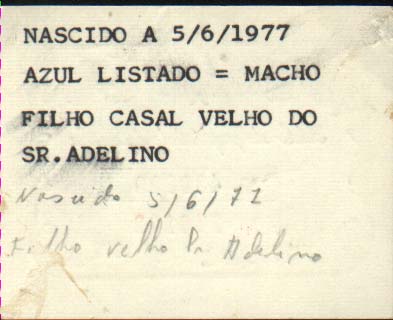 NASCIDO A 5/6/1977
AZUL LISTADO = MACHO
FILHO CASAL VELHO DO
SR.ADELINO
Nascido 5/6/71
Filho velho Sr Adelino